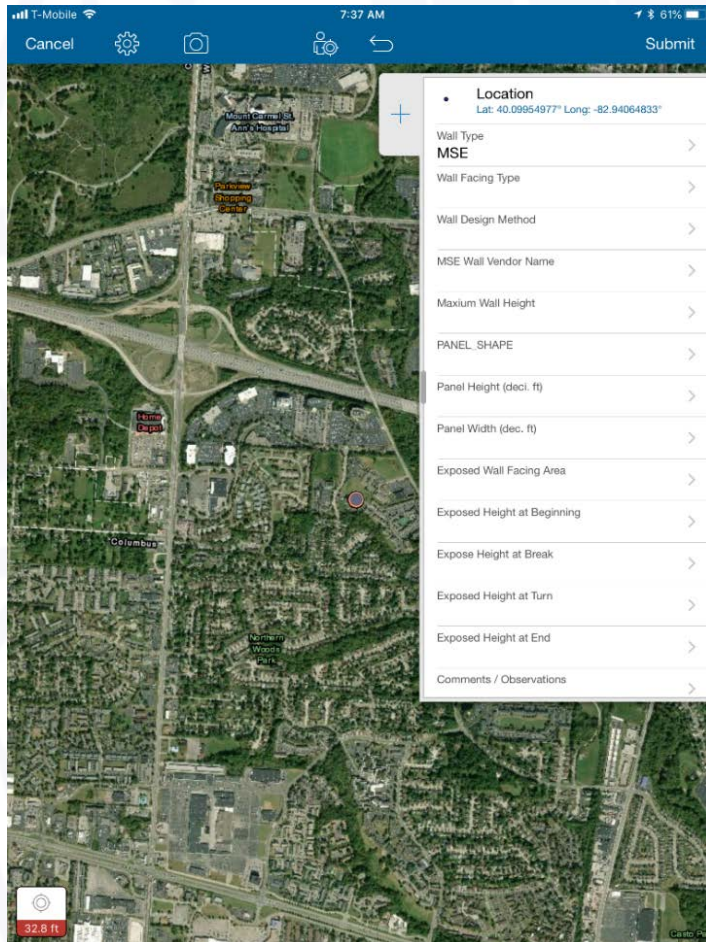 T-Mobile 7:37 AM 61%
Cancel Submit
Mount Carmel St.
Ann's Hospital
Parkview
Shopping
Center
Home
Depot
Columbus
Northern
Woods
Park
32.8 ft
Location
Lat: 40.09954977° Long: -82.94064833°
Wall Type
MSE
Wall Facing Type
Wall Design Method
MSE Wall Vendor Name
Maxium Wall Height
PANEL_SHAPE
Panel Height (deci. ft)
Panel Width (dec. ft)
Exposed Wall Facing Area
Exposed Height at Beginning
Expose Height at Break
Exposed Height at Turn
Exposed Height at End
Comments / Observations